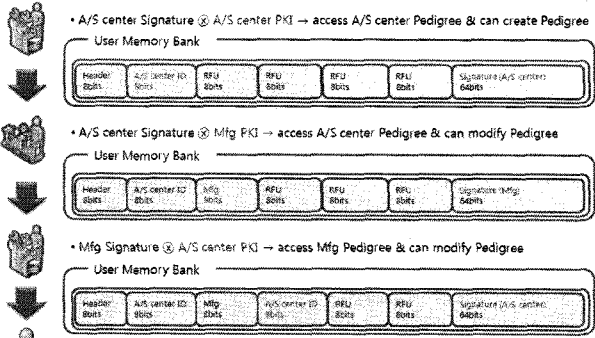 • A/S center Signature ⓧ A/S center PKI → access A/S center Pedigree & can create Pedigree
User Memory Bank
Header A/S center ID RFU RFU RFU RFU Signature (A/S center)
8bits 8bits 8bits 8bits 8bits 8bits 64bits
• A/S center Signature ⓧ Mfg PKI → access A/S center Pedigree & can modify Pedigree
User Memory Bank
Header A/S center ID Mfg RFU RFU RFU Signature (Mfg)
8bits 8bits 8bits 8bits 8bits 8bits 64bits
• Mfg Signature ⓧ A/S center PKI → access Mfg Pedigree & can modify Pedigree
User Memory Bank
Header A/S center ID Mfg A/S center ID RFU RFU Signature (A/S center)
8bits 8bits 8bits 8bits 8bits 8bits 64bits